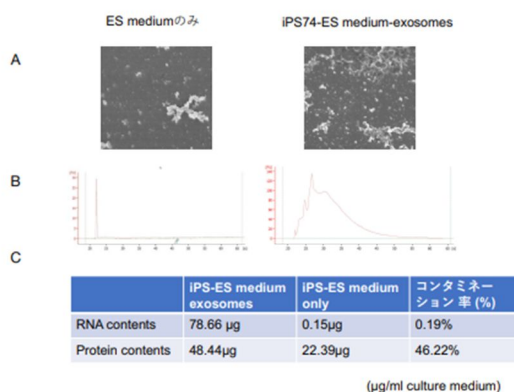 ES mediumのみ
iPS74-ES medium-exosomes
A
B
C
iPS-ES medium exosomes
iPS-ES medium only
コンタミネーション 率 (%)
RNA contents
78.66 µg
0.15µg
0.19%
Protein contents
48.44µg
22.39µg
46.22%
(µg/ml culture medium)